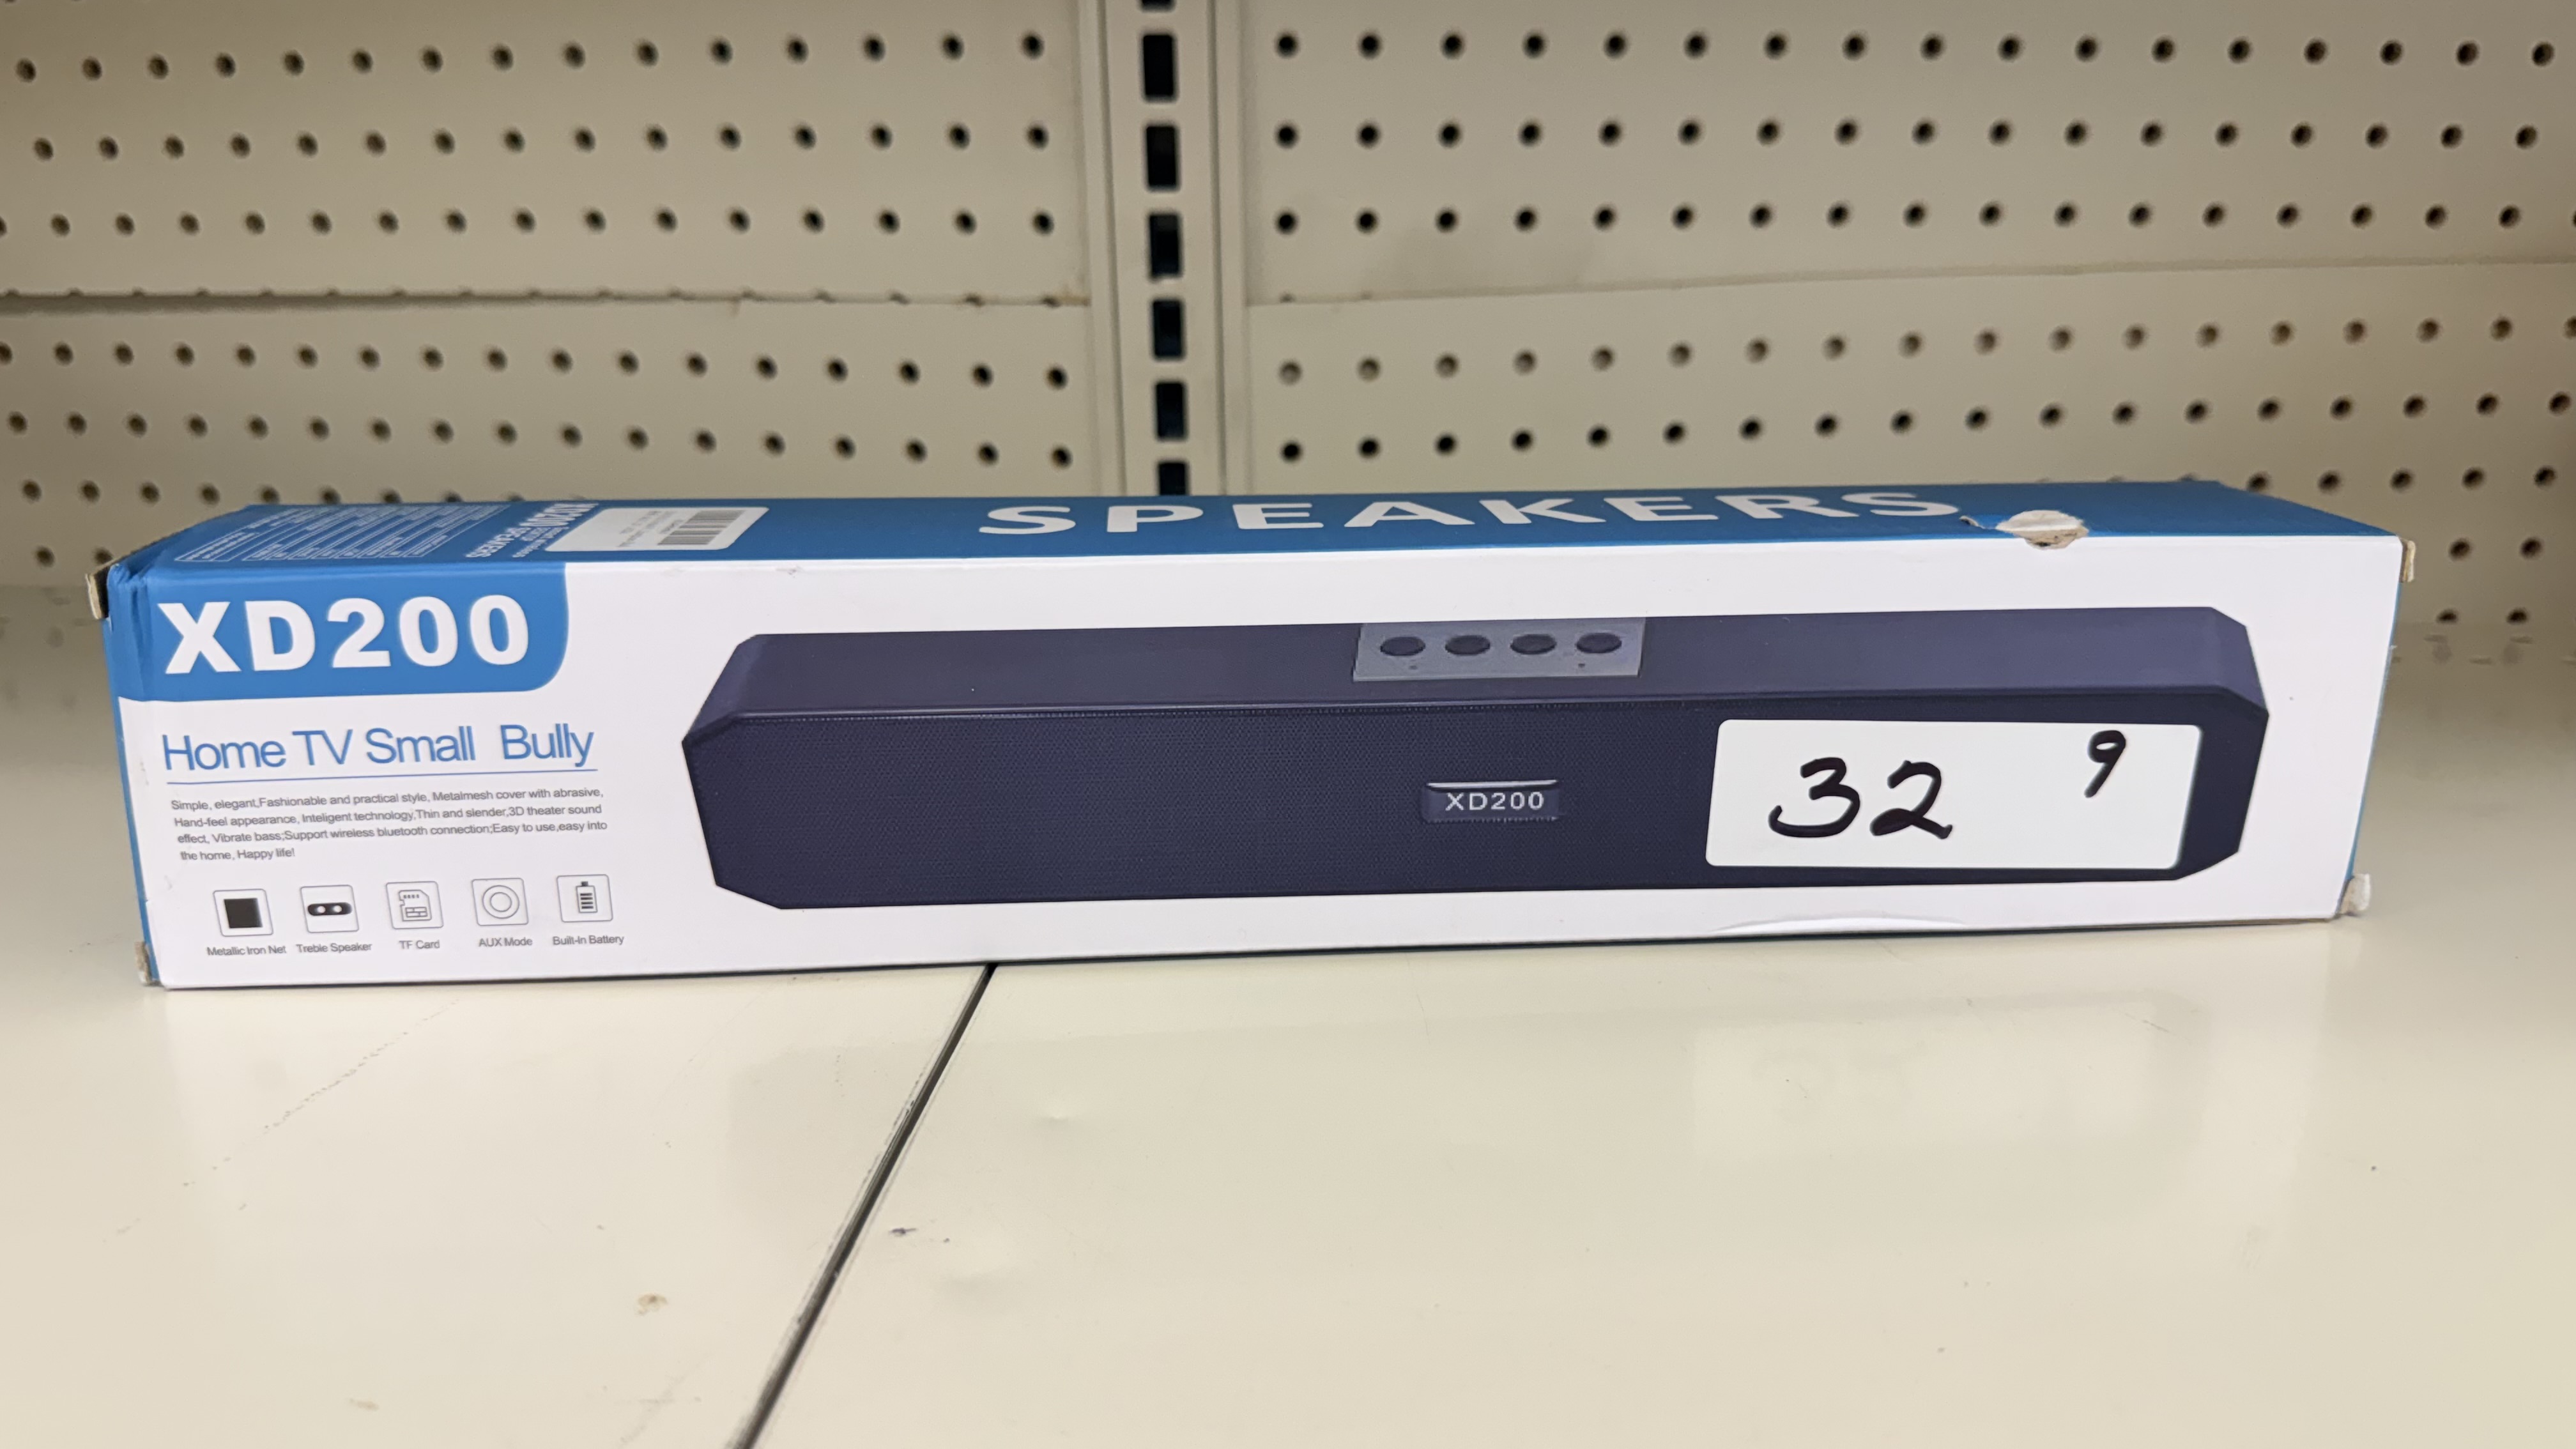 SPEAKERS
XD200
SPEAKERS
XD200
Home TV Small Bully
Simple, elegant,Fashionable and practical style, Metalmesh cover with abrasive,
Hand-feel appearance, Inteligent technology,Thin and slender,3D theater sound
effect, Vibrate bass;Support wireless bluetooth connection;Easy to use,easy into
the home, Happy life!
Metallic Iron Net
Treble Speaker
TF Card
AUX Mode
Built-In Battery
XD200
32 9